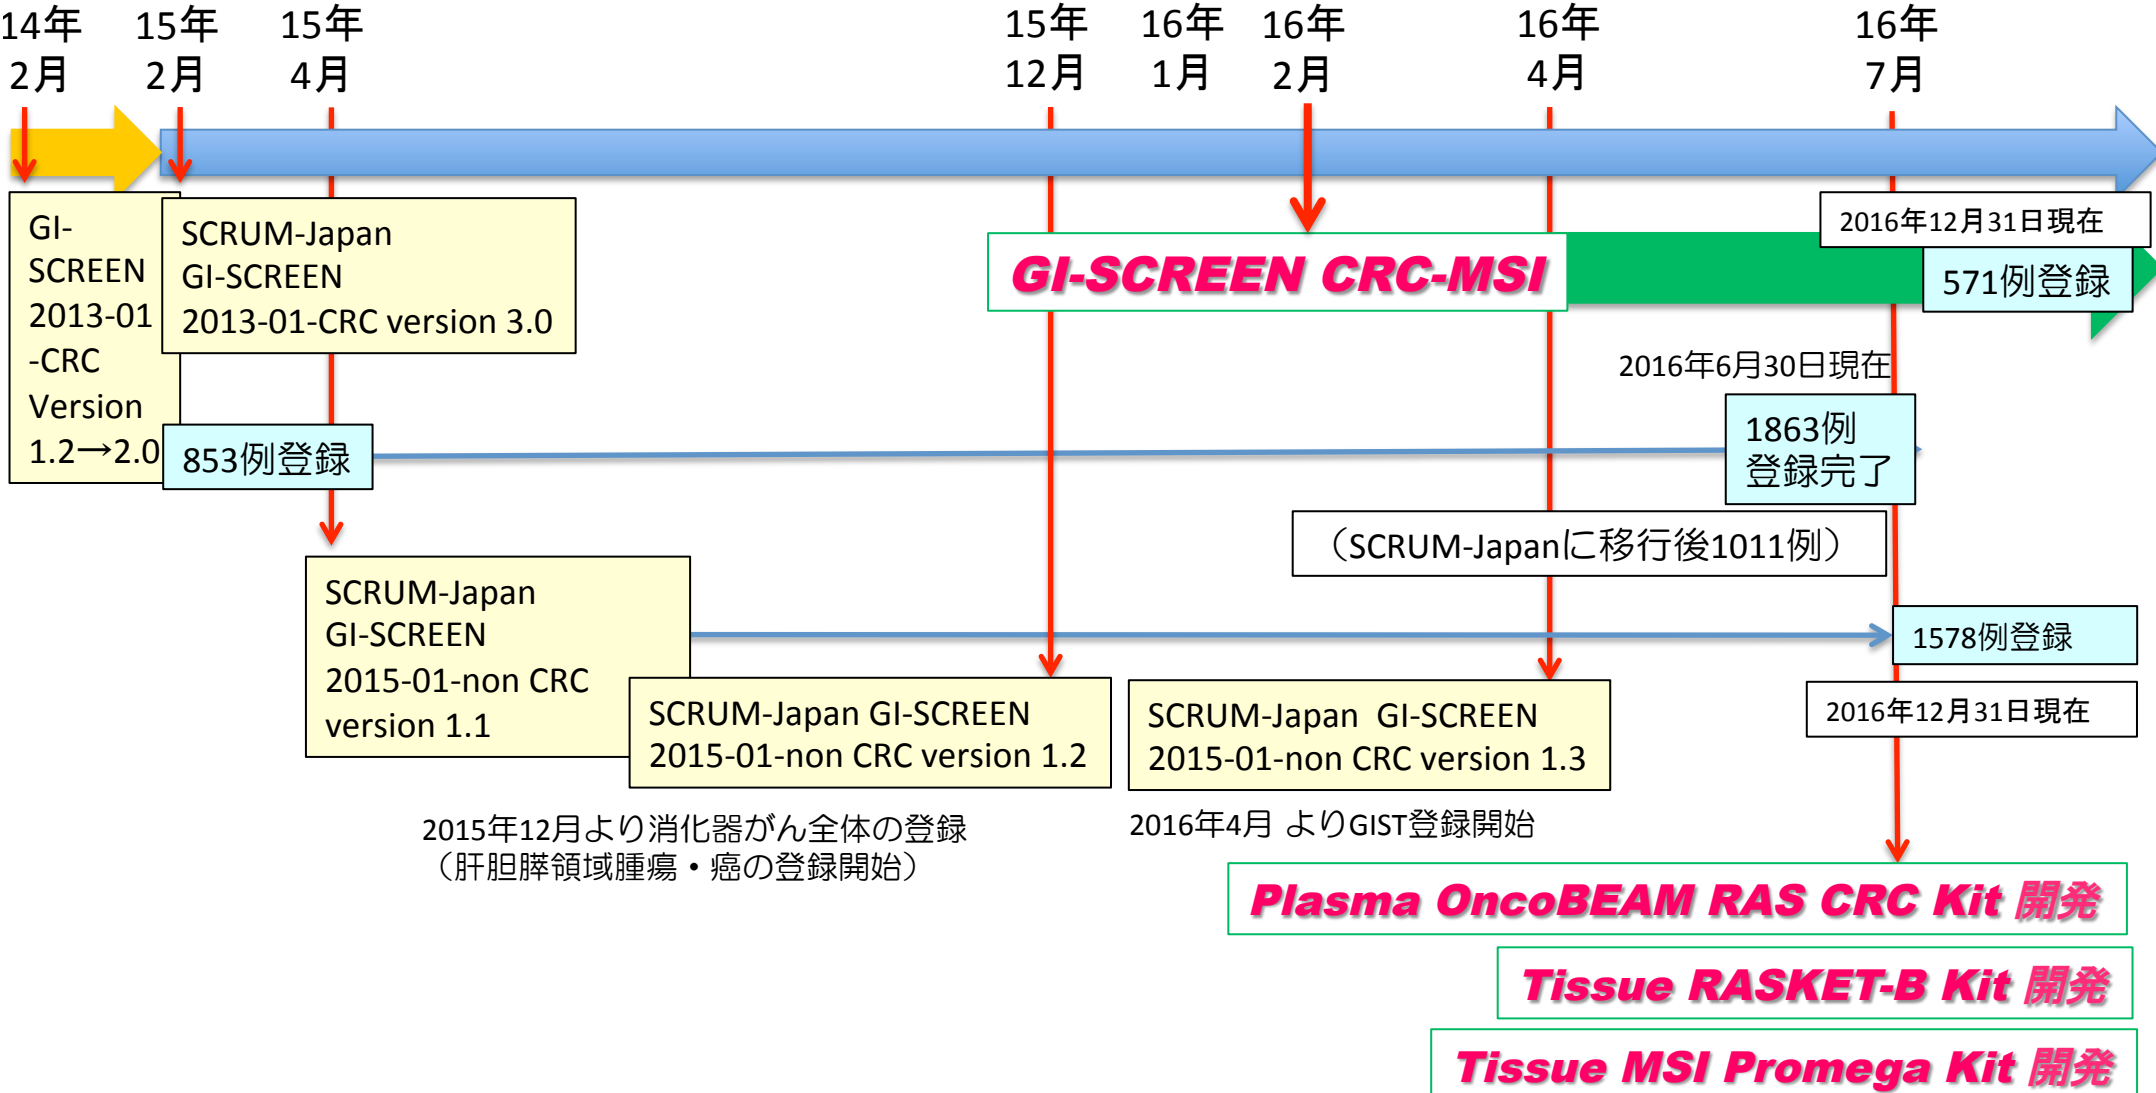 14年
2月
15年
2月
15年
4月
15年
12月
16年
1月
16年
2月
16年
4月
16年
7月
GI-
SCREEN
2013-01
-CRC
Version
1.2→2.0
SCRUM-Japan
GI-SCREEN
2013-01-CRC version 3.0
GI-SCREEN CRC-MSI
2016年12月31日現在
571例登録
2016年6月30日現在
853例登録
1863例
登録完了
（SCRUM-Japanに移行後1011例）
SCRUM-Japan
GI-SCREEN
2015-01-non CRC
version 1.1
1578例登録
2016年12月31日現在
SCRUM-Japan GI-SCREEN
2015-01-non CRC version 1.2
SCRUM-Japan GI-SCREEN
2015-01-non CRC version 1.3
2015年12月より消化器がん全体の登録
（肝胆膵領域腫瘍・癌の登録開始）
2016年4月 よりGIST登録開始
Plasma OncoBEAM RAS CRC Kit 開発
Tissue RASKET-B Kit 開発
Tissue MSI Promega Kit 開発